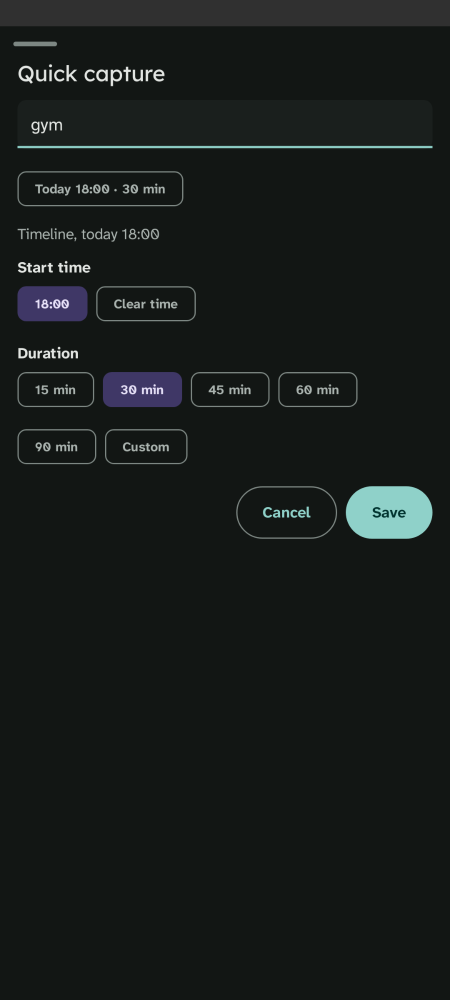 Quick capture
gym
Today 18:00 · 30 min
Timeline, today 18:00
Start time
18:00 Clear time
Duration
15 min 30 min 45 min 60 min
90 min Custom
Cancel Save